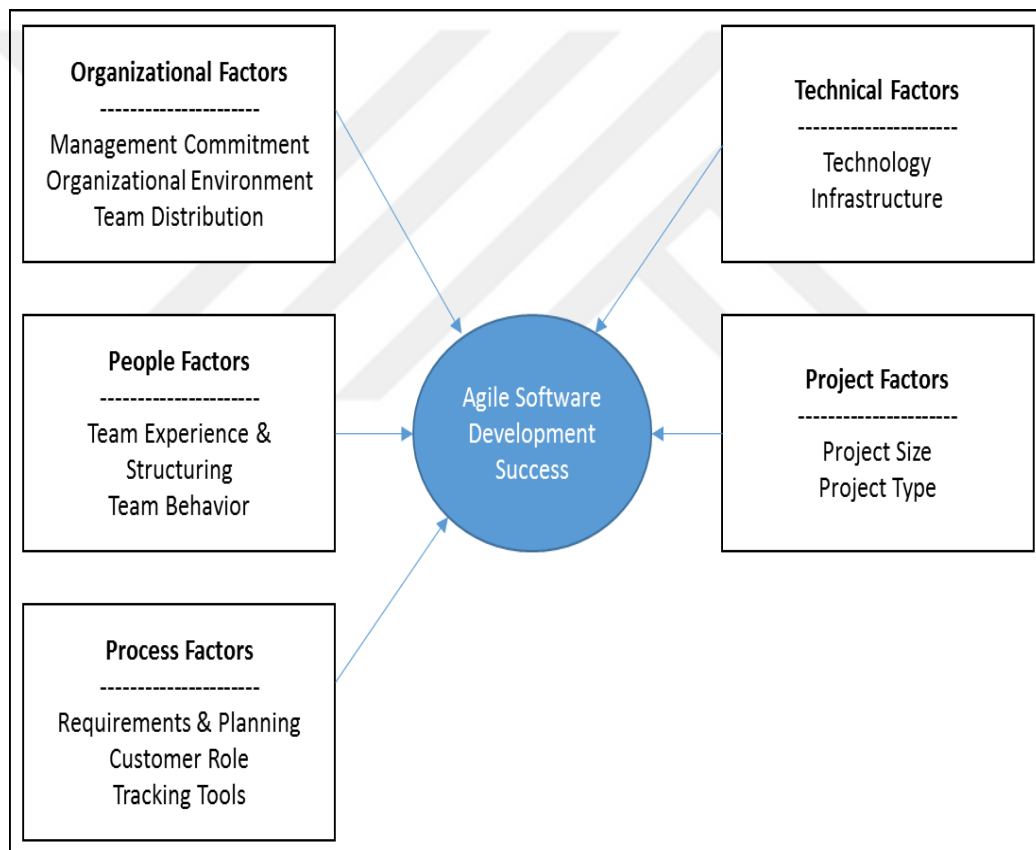 Organizational Factors
----------------------
Management Commitment
Organizational Environment
Team Distribution
People Factors
----------------------
Team Experience &
Structuring
Team Behavior
Process Factors
----------------------
Requirements & Planning
Customer Role
Tracking Tools
Agile Software
Development
Success
Technical Factors
----------------------
Technology
Infrastructure
Project Factors
----------------------
Project Size
Project Type